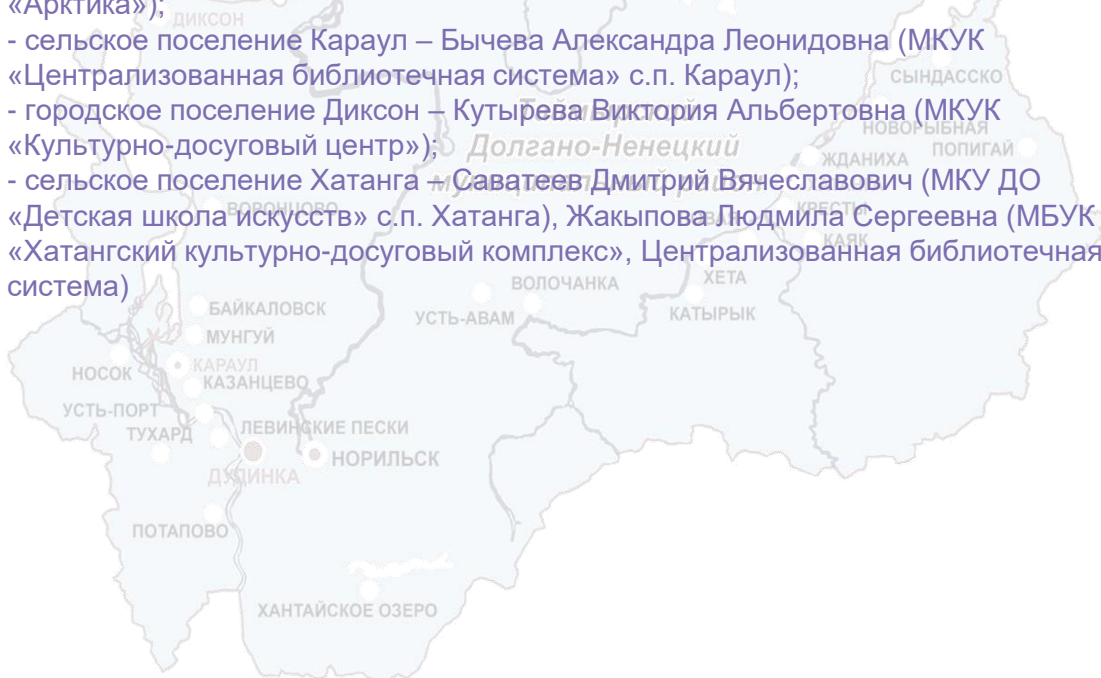 «Арктика»);
ДИКСОН
- сельское поселение Караул – Бычева Александра Леонидовна (МКУК
«Централизованная библиотечная система» с.п. Караул);
СЫНДАССКО
- городское поселение Диксон – Кутырева Виктория Альбертовна (МКУК
НОВОРЫБНАЯ
«Культурно-досуговый центр»);
Долгано-Ненецкий
ЖДАНИХА
ПОПИГАЙ
- сельское поселение Хатанга – Саватеев Дмитрий Вячеславович (МКУ ДО
ВОРОНЦОВО
КРЕСТЫ
«Детская школа искусств» с.п. Хатанга), Жакыпова Людмила Сергеевна (МБУК
КАЯК
«Хатангский культурно-досуговый комплекс», Централизованная библиотечная
система)
ВОЛОЧАНКА
ХЕТА
БАЙКАЛОВСК
УСТЬ-АВАМ
КАТЫРЫК
МУНГУЙ
КАРАУЛ
НОСОК
КАЗАНЦЕВО
УСТЬ-ПОРТ
ТУХАРД
ЛЕВИНСКИЕ ПЕСКИ
НОРИЛЬСК
ДУДИНКА
ПОТАПОВО
ХАНТАЙСКОЕ ОЗЕРО